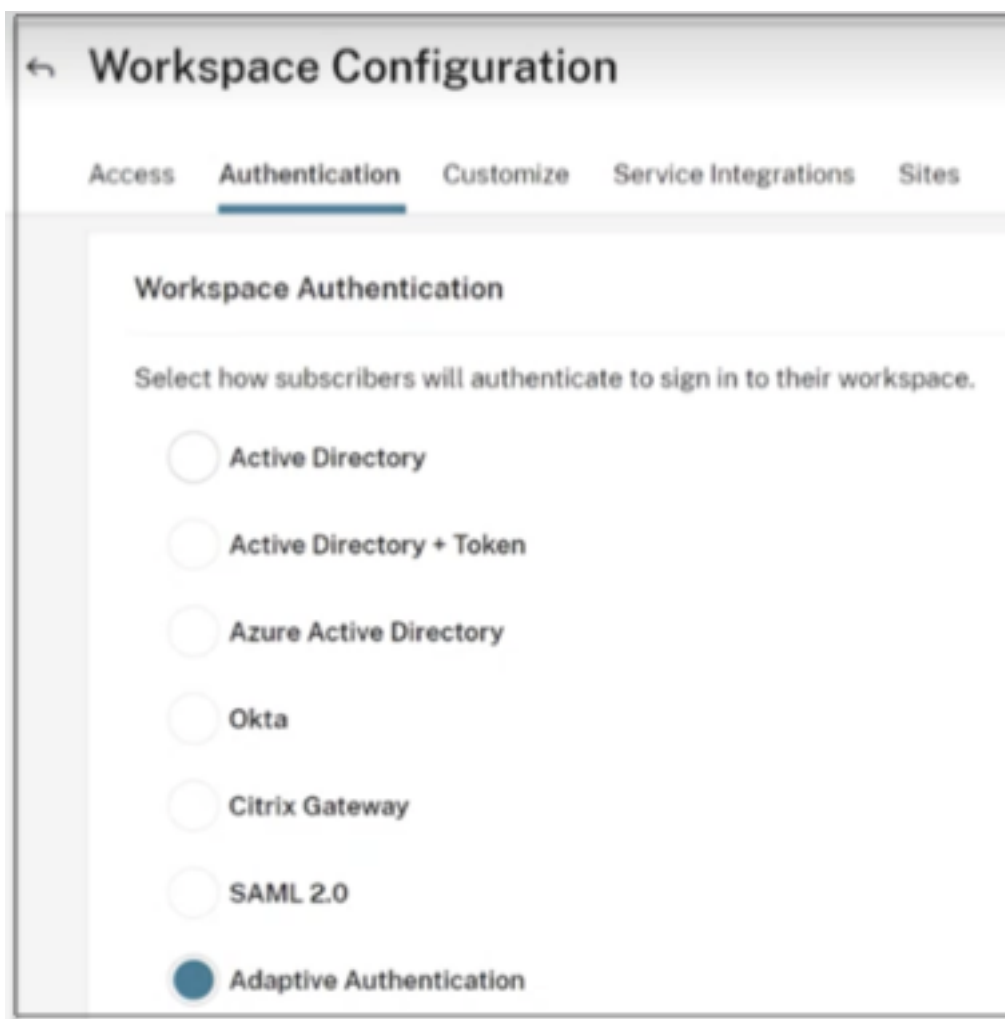 Workspace Configuration
Access Authentication Customize Service Integrations Sites
Workspace Authentication
Select how subscribers will authenticate to sign in to their workspace.
Active Directory
Active Directory + Token
Azure Active Directory
Okta
Citrix Gateway
SAML 2.0
Adaptive Authentication